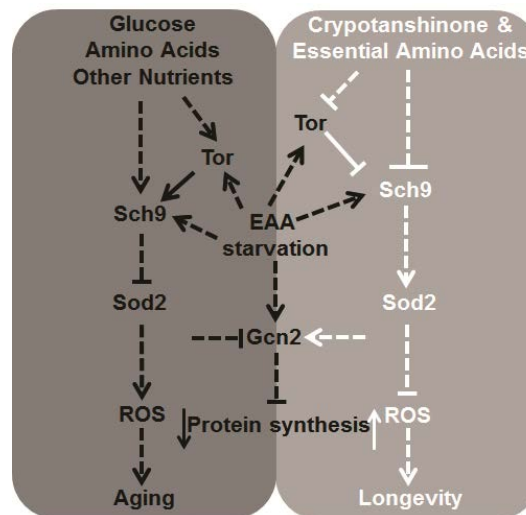 Glucose
Amino Acids
Other Nutrients
Crypotanshinone &
Essential Amino Acids
Tor
Tor
Sch9
Sch9
EAA
starvation
Sod2
Sod2
Gcn2
ROS
Protein synthesis
ROS
Aging
Longevity